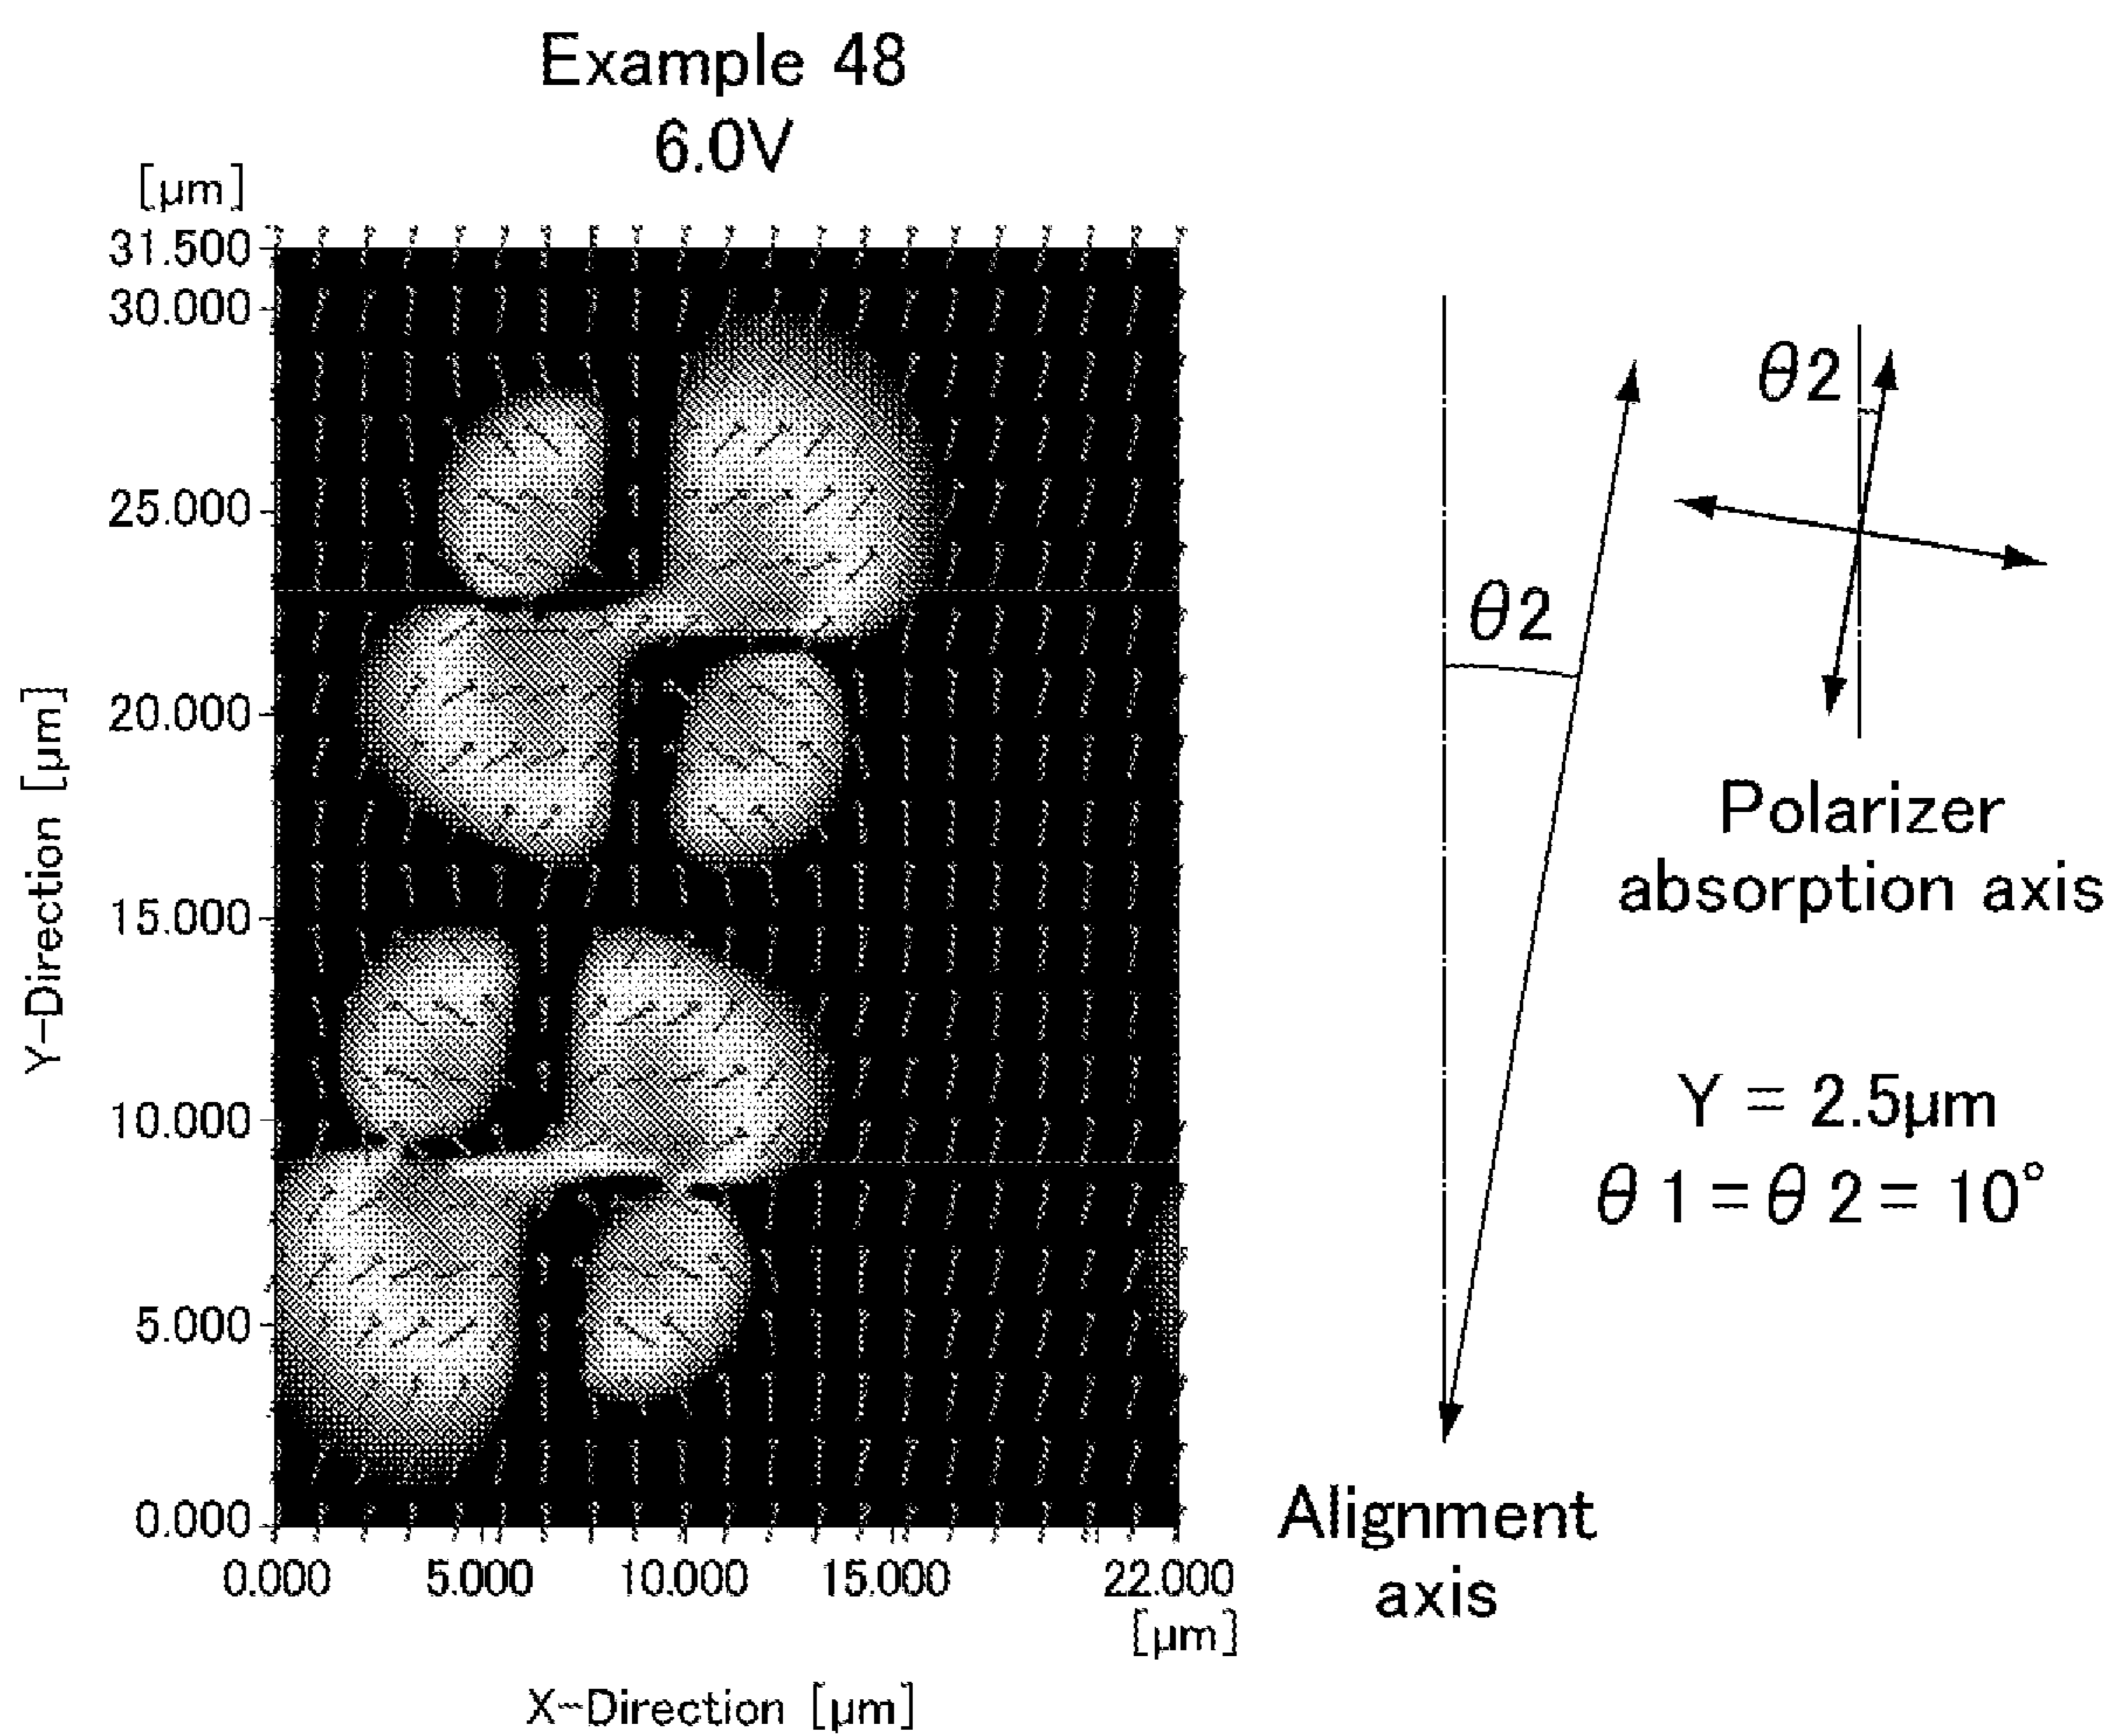 Example 48
6.0V
[μm]
31.500
30.000
25.000
20.000
15.000
10.000
5.000
0.000
Y-Direction [μm]
0.000 5.000 10.000 15.000 22.000
[μm]
X-Direction [μm]
θ2
Alignment
axis
θ2
Polarizer
absorption axis
Y = 2.5μm
θ 1 = θ 2 = 10°